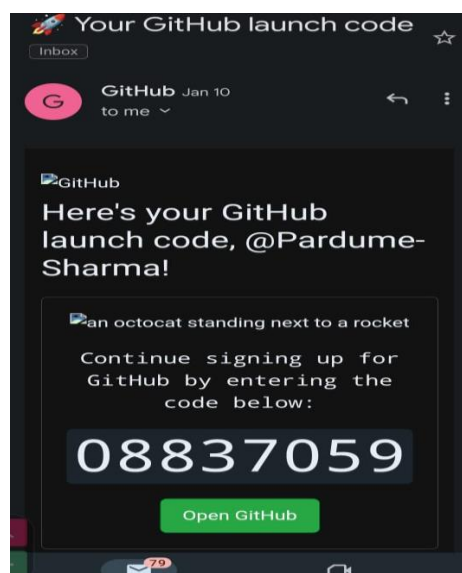 🚀 Your GitHub launch code
Inbox
G
GitHub Jan 10
to me
GitHub
Here's your GitHub
launch code, @Pardume-
Sharma!
an octocat standing next to a rocket
Continue signing up for
GitHub by entering the
code below:
08837059
Open GitHub
79